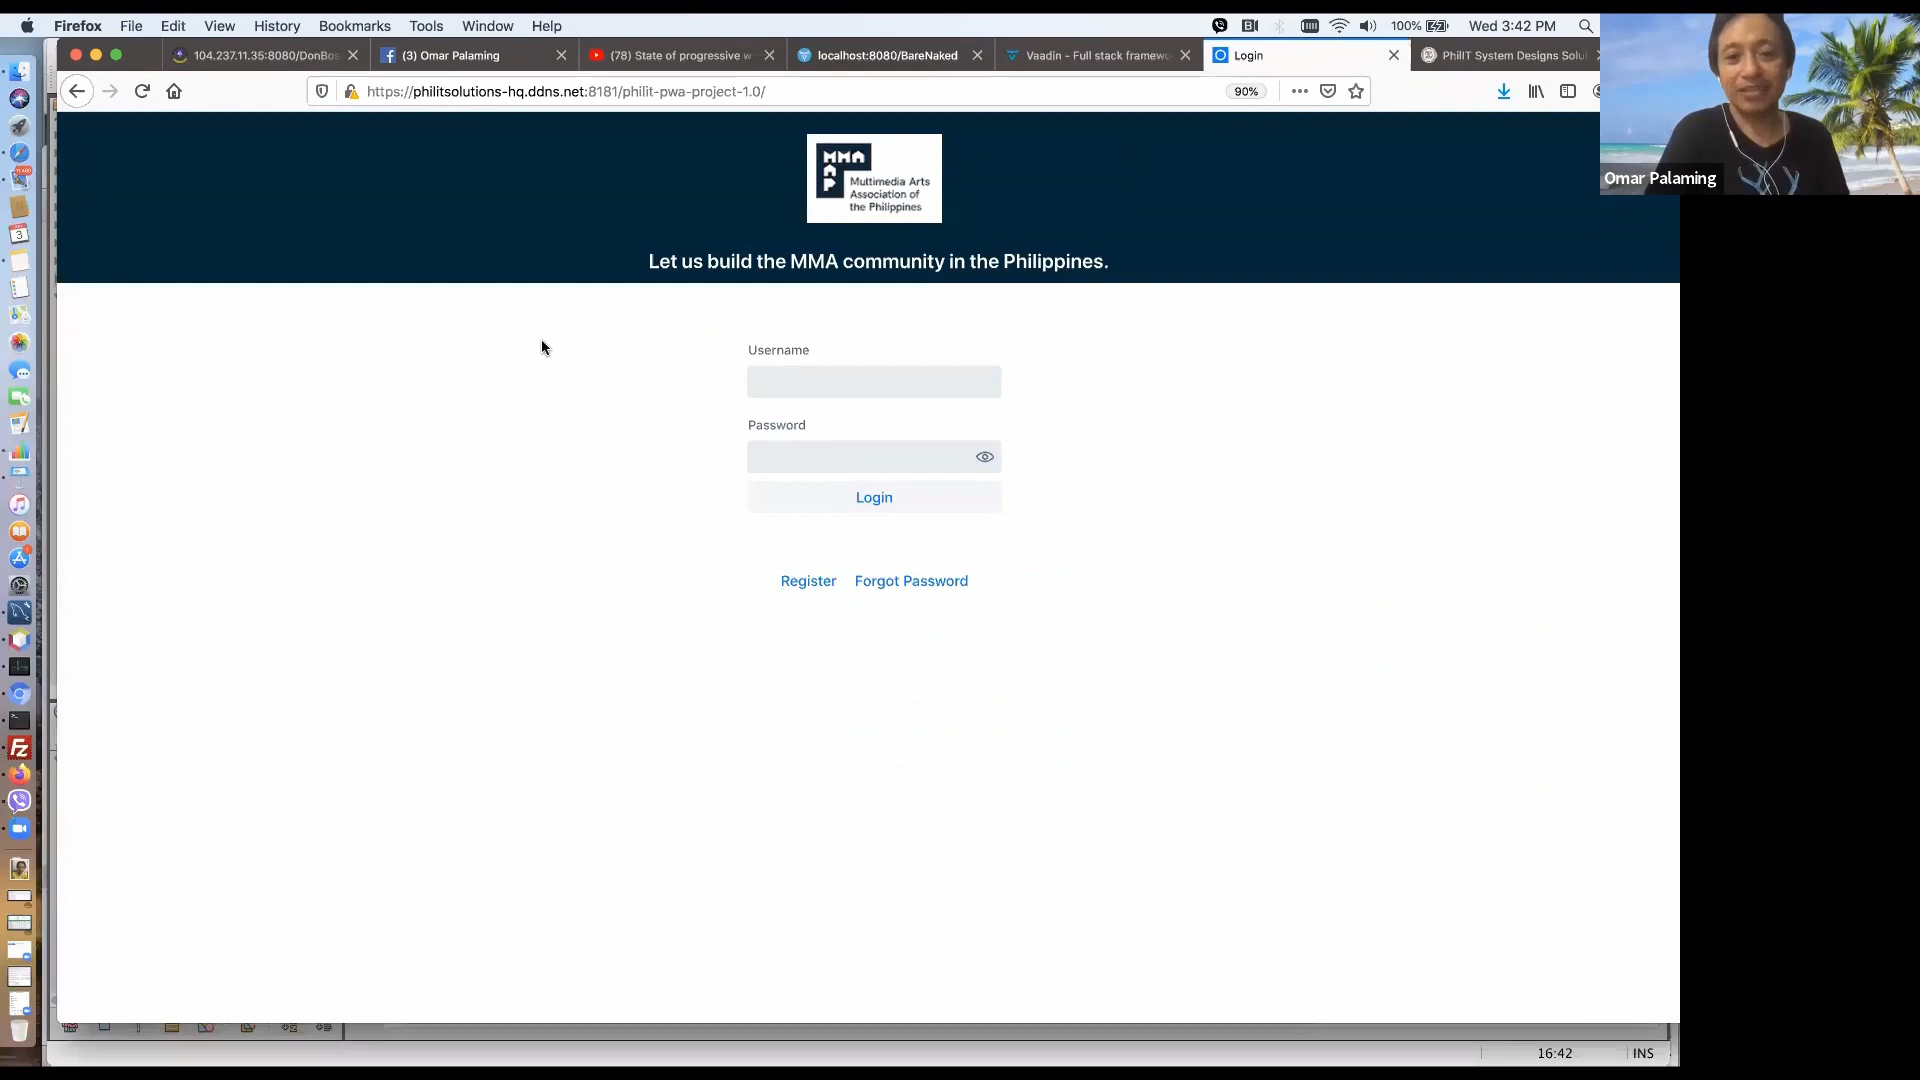 Firefox File Edit View History Bookmarks Tools Window Help 100% Wed 3:42 PM
104.237.11.35:8080/DonBos
(3) Omar Palaming
(78) State of progressive w
localhost:8080/BareNaked
Vaadin - Full stack framewo
Login
PhilIT System Designs Solut
https://philitsolutions-hq.ddns.net:8181/philit-pwa-project-1.0/
90%
Omar Palaming
MMA
A
P
Multimedia Arts
Association of
the Philippines
Let us build the MMA community in the Philippines.
Username
Password
Login
Register Forgot Password
3
Fz
16:42 INS